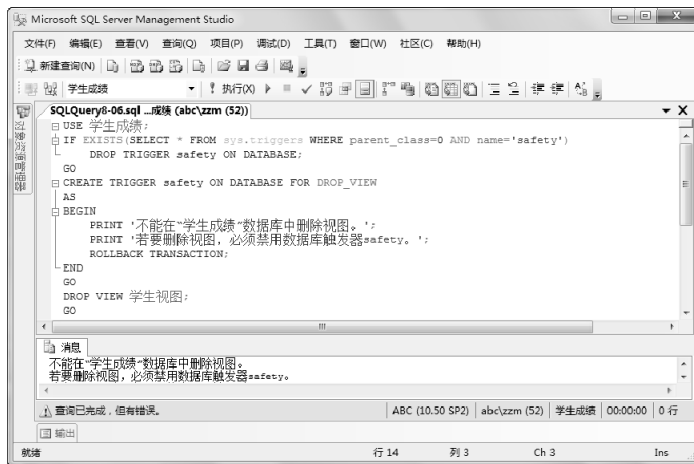 Microsoft SQL Server Management Studio
文件(F) 编辑(E) 查看(V) 查询(Q) 项目(P) 调试(D) 工具(T) 窗口(W) 社区(C) 帮助(H)
新建查询(N)
学生成绩 执行(X)
对象资源管理器
SQLQuery8-06.sql ...成绩 (abc\zzm (52))
USE 学生成绩;
IF EXISTS(SELECT * FROM sys.triggers WHERE parent_class=0 AND name='safety')
DROP TRIGGER safety ON DATABASE;
GO
CREATE TRIGGER safety ON DATABASE FOR DROP_VIEW
AS
BEGIN
PRINT '不能在“学生成绩”数据库中删除视图。';
PRINT '若要删除视图，必须禁用数据库触发器safety。';
ROLLBACK TRANSACTION;
END
GO
DROP VIEW 学生视图;
GO
消息
不能在“学生成绩”数据库中删除视图。
若要删除视图，必须禁用数据库触发器safety。
查询已完成，但有错误。 ABC (10.50 SP2) abc\zzm (52) 学生成绩 00:00:00 0 行
输出
就绪 行 14 列 3 Ch 3 Ins